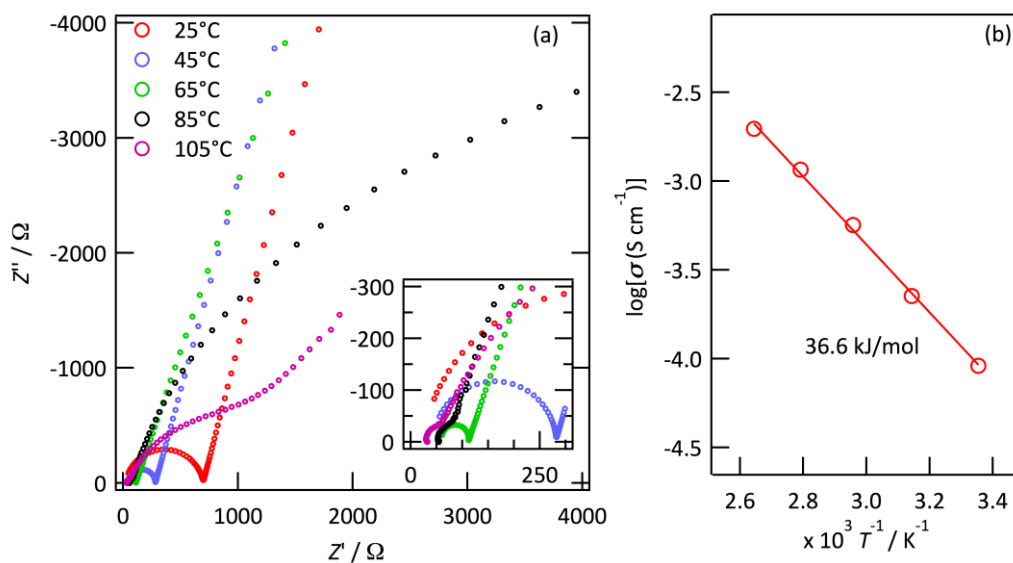 (a)
-4000
-3000
-2000
-1000
0
Z'' / Ω
25°C
45°C
65°C
85°C
105°C
-300
-200
-100
0
0
250
0
1000
2000
3000
4000
Z' / Ω
(b)
-2.5
-3.0
-3.5
-4.0
-4.5
log[σ(S cm⁻¹)]
36.6 kJ/mol
2.6
2.8
3.0
3.2
3.4
x 10³ T⁻¹ / K⁻¹